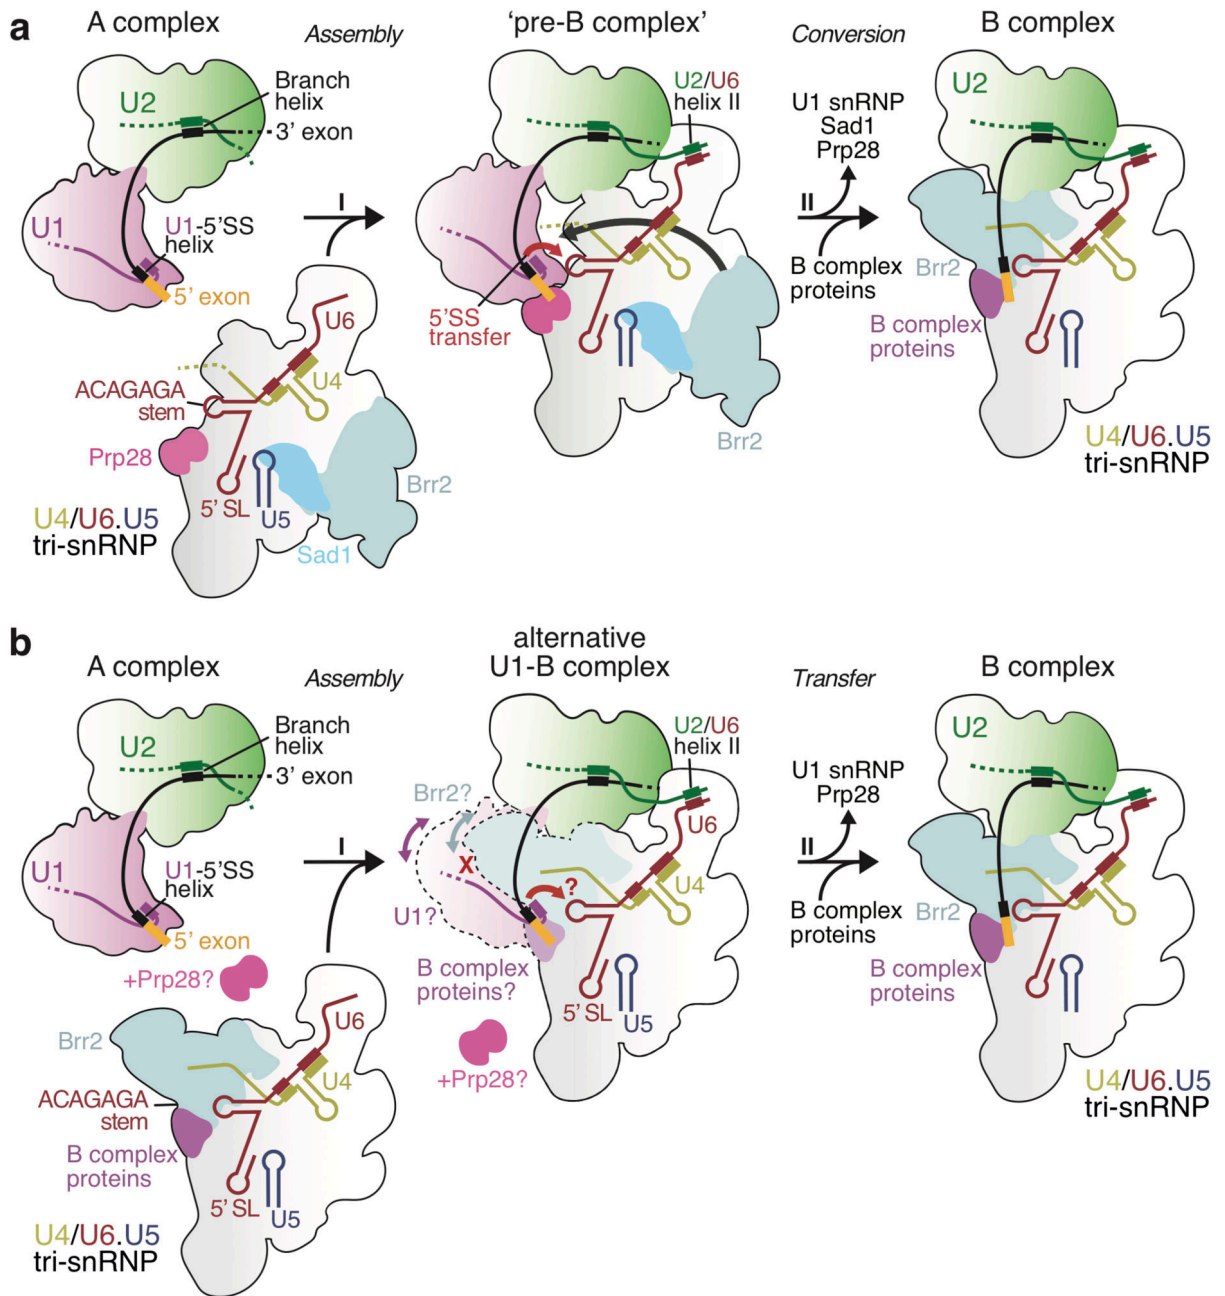 a
A complex
Assembly
'pre-B complex'
Conversion
B complex
U2
Branch
helix
3' exon
U1
U1-5'SS
helix
5' exon
I
U2/U6
helix II
5'SS
transfer
Brr2
U1 snRNP
Sad1
Prp28
II
B complex
proteins
U2
Brr2
B complex
proteins
U4/U6.U5
tri-snRNP
U6
U4
ACAGAGA
stem
Prp28
5' SL
U5
Brr2
Sad1
U4/U6.U5
tri-snRNP
b
A complex
Assembly
alternative
U1-B complex
Transfer
B complex
U2
Branch
helix
3' exon
U1
U1-5'SS
helix
5' exon
I
+Prp28?
Brr2
U6
U4
ACAGAGA
stem
B complex
proteins
5' SL
U5
U4/U6.U5
tri-snRNP
U2/U6
helix II
Brr2?
X
U6
U4
?
U1?
B complex
proteins?
5' SL
U5
+Prp28?
U1 snRNP
Prp28
II
B complex
proteins
U2
Brr2
B complex
proteins
U4/U6.U5
tri-snRNP